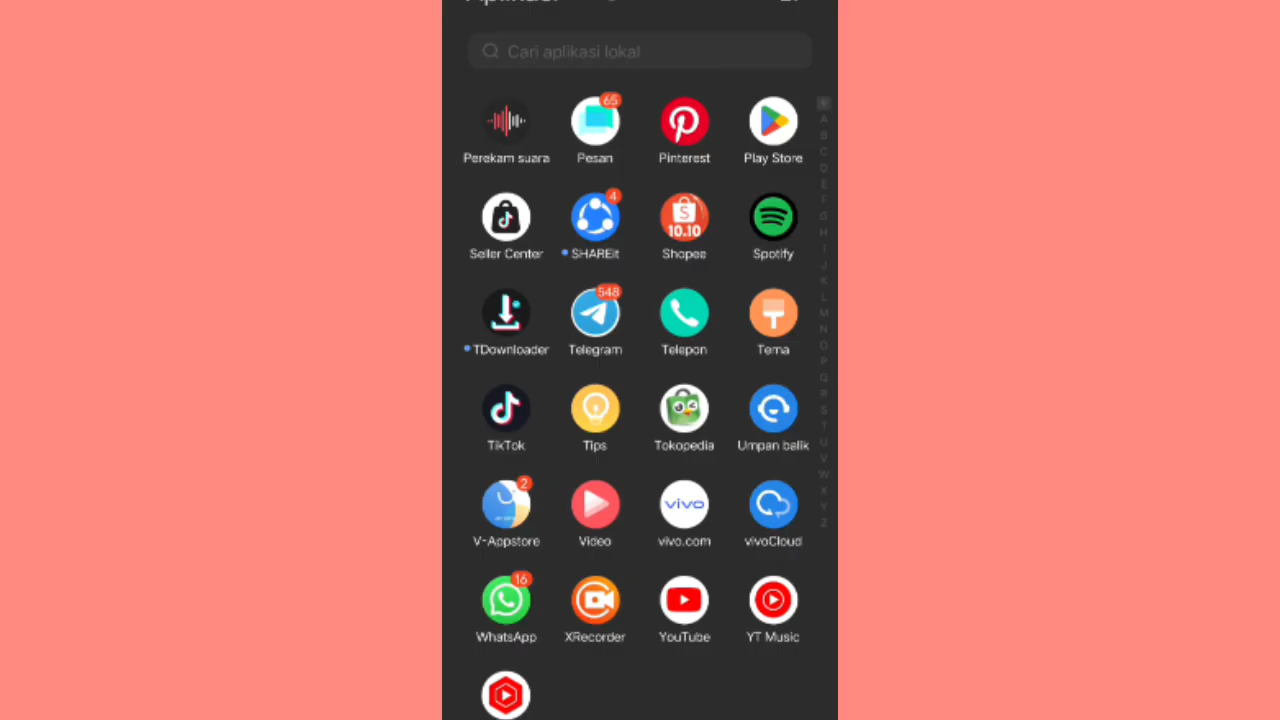 Aplikasi
Cari aplikasi lokal
65
Perekam suara
Pesan
Pinterest
Play Store
4
S
10.10
Seller Center
SHAREit
Shopee
Spotify
548
TDownloader
Telegram
Telepon
Tema
TikTok
Tips
Tokopedia
Umpan balik
2
vivo
V-Appstore
Video
vivo.com
vivoCloud
16
WhatsApp
XRecorder
YouTube
YT Music
A
B
C
D
E
F
G
H
I
J
K
L
M
N
O
P
Q
R
S
T
U
V
W
X
Y
Z